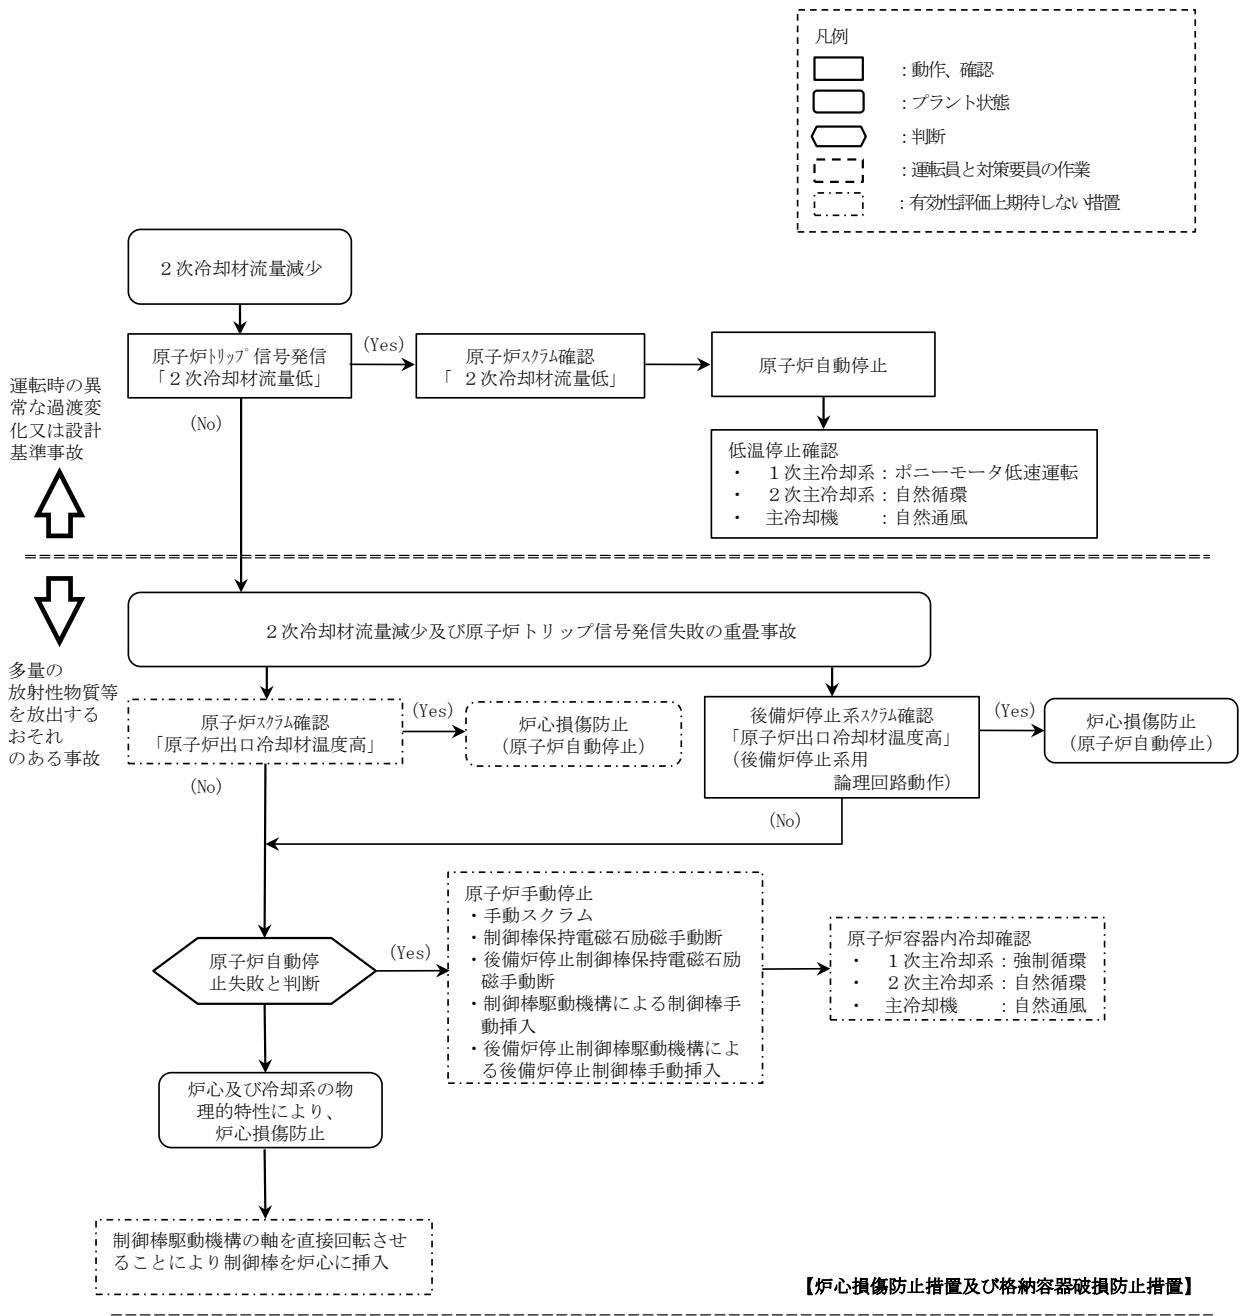 凡例
：動作、確認
：プラント状態
：判断
：運転員と対策要員の作業
：有効性評価上期待しない措置
２次冷却材流量減少
原子炉ﾄﾘｯﾌﾟ信号発信
「２次冷却材流量低」
(Yes)
原子炉ｽｸﾗﾑ確認
「 ２次冷却材流量低」
原子炉自動停止
(No)
運転時の異
常な過渡変
化又は設計
基準事故
低温停止確認
・ １次主冷却系：ポニーモータ低速運転
・ ２次主冷却系：自然循環
・ 主冷却機　　：自然通風
２次冷却材流量減少及び原子炉トリップ信号発信失敗の重畳事故
多量の
放射性物質等
を放出する
おそれ
のある事故
原子炉ｽｸﾗﾑ確認
「原子炉出口冷却材温度高」
(Yes)
炉心損傷防止
（原子炉自動停止）
(No)
後備炉停止系ｽｸﾗﾑ確認
「原子炉出口冷却材温度高」
（後備炉停止系用
論理回路動作）
(Yes)
炉心損傷防止
（原子炉自動停止）
(No)
原子炉自動停
止失敗と判断
(Yes)
原子炉手動停止
・手動スクラム
・制御棒保持電磁石励磁手動断
・後備炉停止制御棒保持電磁石励
磁手動断
・制御棒駆動機構による制御棒手
動挿入
・後備炉停止制御棒駆動機構によ
る後備炉停止制御棒手動挿入
原子炉容器内冷却確認
・ １次主冷却系：強制循環
・ ２次主冷却系：自然循環
・ 主冷却機　　：自然通風
炉心及び冷却系の物
理的特性により、
炉心損傷防止
制御棒駆動機構の軸を直接回転させ
ることにより制御棒を炉心に挿入
【炉心損傷防止措置及び格納容器破損防止措置】